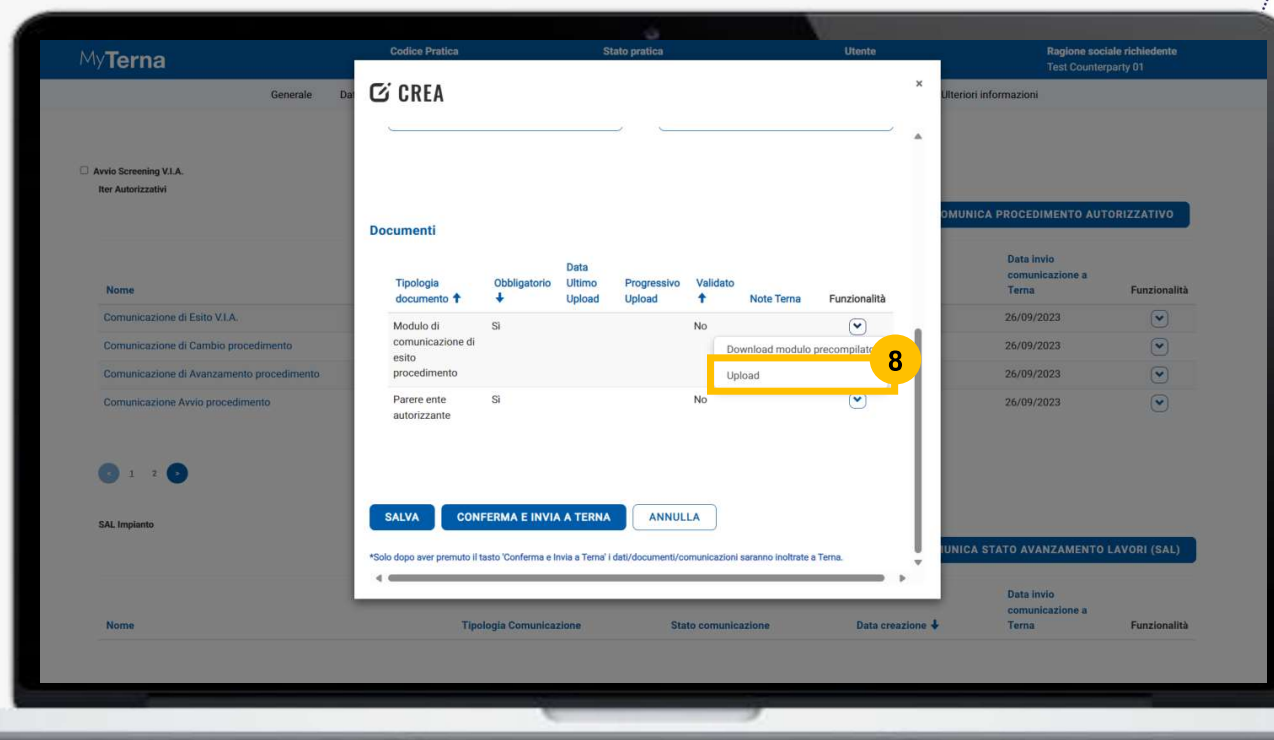 MyTerna
Codice Pratica
Stato pratica
Utente
Ragione sociale richiedente
Test Counterparty 01
Generale
Ulteriori informazioni
CREA
×
Avvio Screening V.I.A.
Iter Autorizzativi
COMUNICA PROCEDIMENTO AUTORIZZATIVO
Documenti
Tipologia documento
Obbligatorio
Data Ultimo Upload
Progressivo Upload
Validato
Note Terna
Funzionalità
Modulo di comunicazione di esito procedimento
Sì
No
Download modulo precompilato
Upload
8
Parere ente autorizzante
Sì
No
Nome
Data invio comunicazione a Terna
Funzionalità
Comunicazione di Esito V.I.A.
26/09/2023
Comunicazione di Cambio procedimento
26/09/2023
Comunicazione di Avanzamento procedimento
26/09/2023
Comunicazione Avvio procedimento
26/09/2023
« 1 2 »
SALVA
CONFERMA E INVIA A TERNA
ANNULLA
*Solo dopo aver premuto il tasto 'Conferma e Invia a Terna' i dati/documenti/comunicazioni saranno inoltrate a Terna.
SAL Impianto
UNICA STATO AVANZAMENTO LAVORI (SAL)
Nome
Tipologia Comunicazione
Stato comunicazione
Data creazione
Data invio comunicazione a Terna
Funzionalità